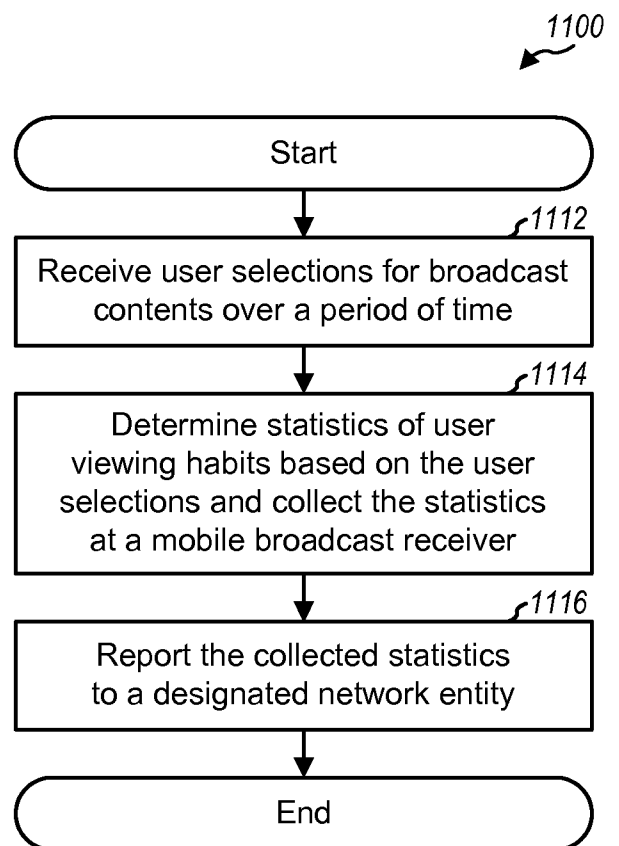 1100
Start
1112
Receive user selections for broadcast
contents over a period of time
1114
Determine statistics of user
viewing habits based on the user
selections and collect the statistics
at a mobile broadcast receiver
1116
Report the collected statistics
to a designated network entity
End